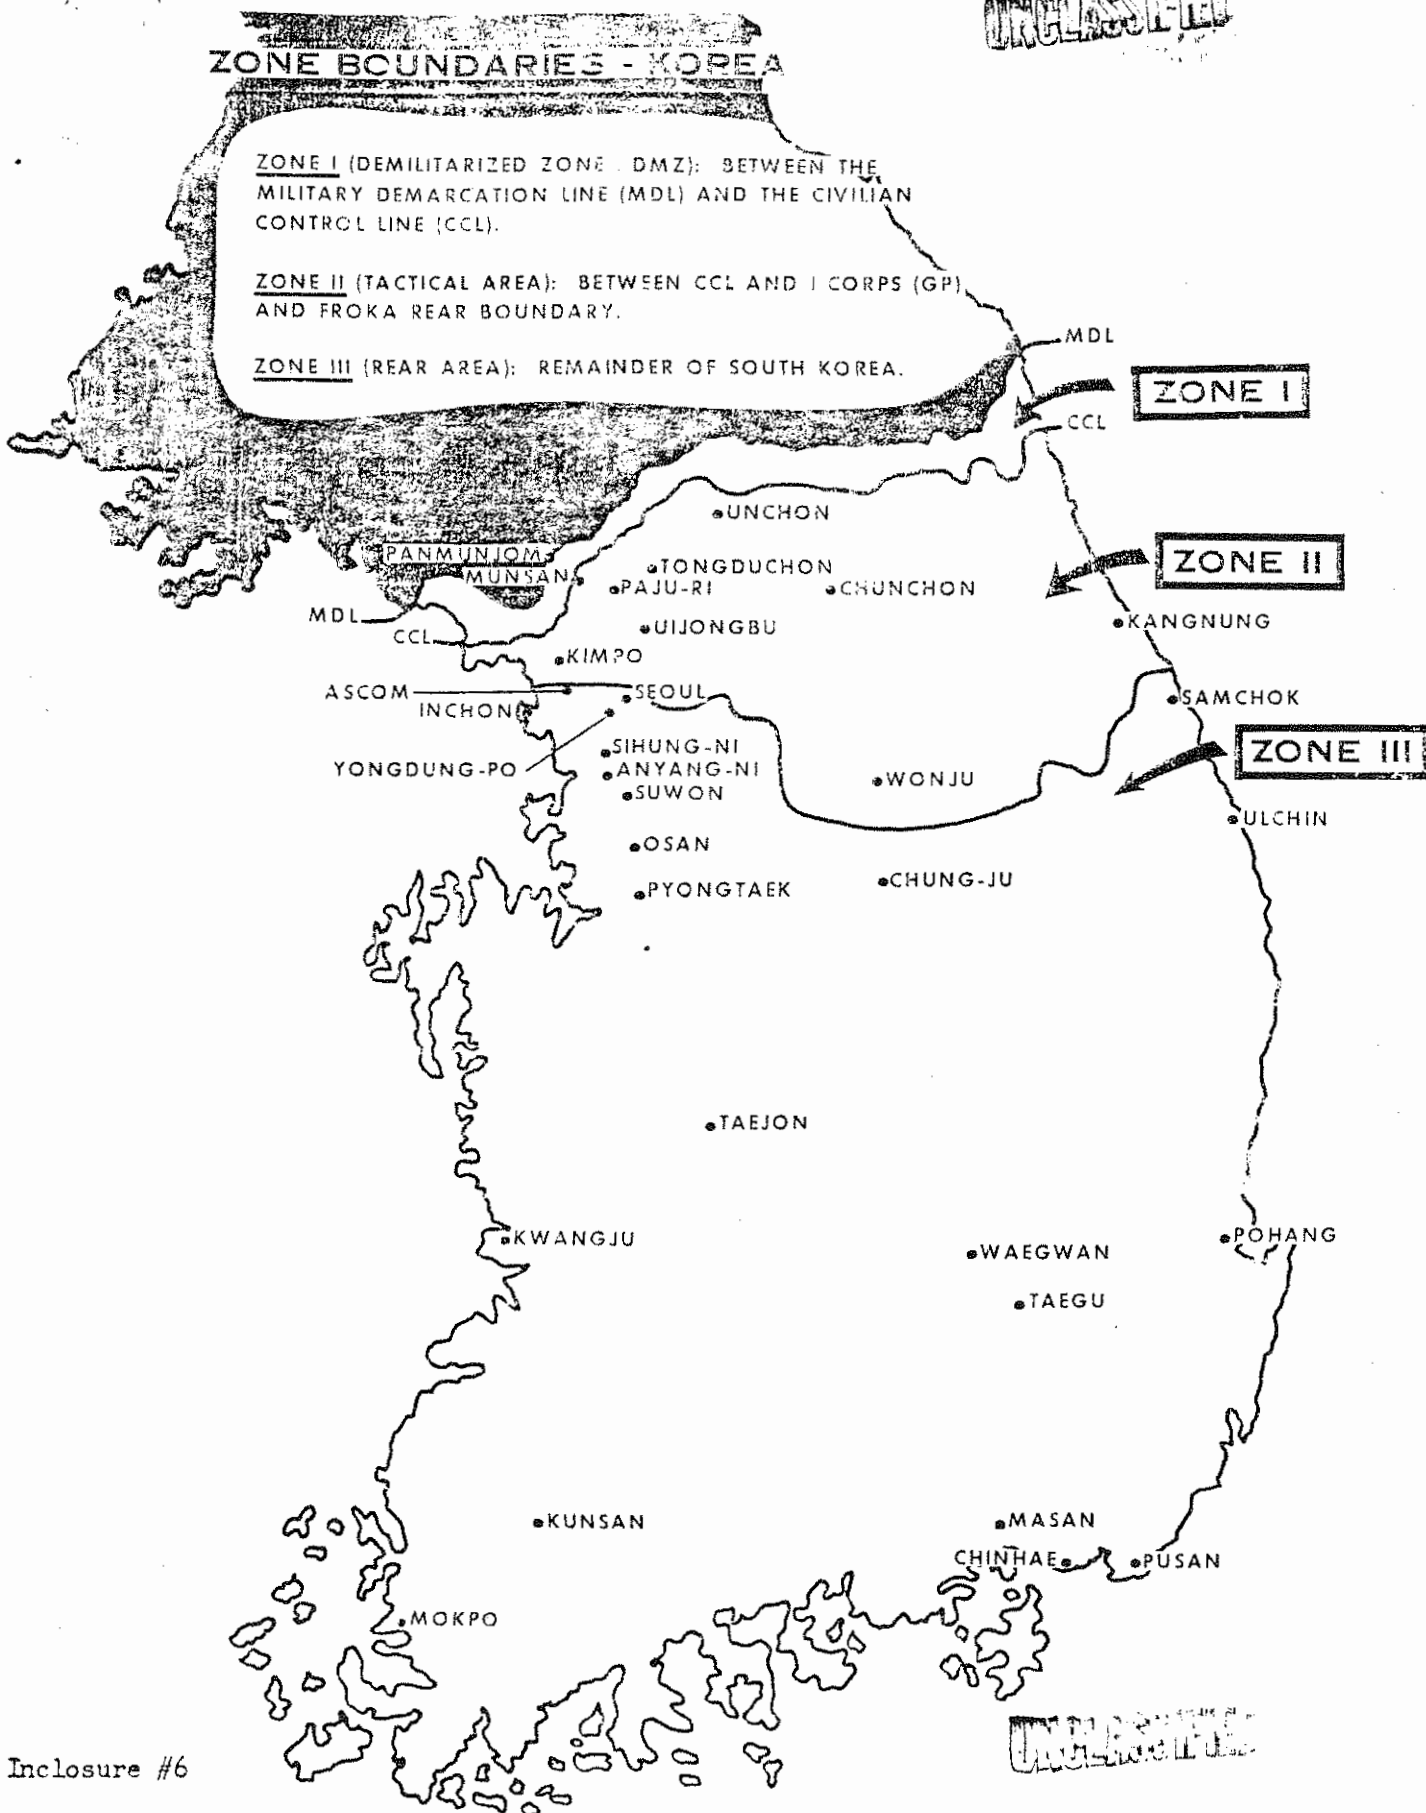 UNCLASSIFIED
ZONE BOUNDARIES - KOREA
ZONE I (DEMILITARIZED ZONE - DMZ): BETWEEN THE
MILITARY DEMARCATION LINE (MDL) AND THE CIVILIAN
CONTROL LINE (CCL).
ZONE II (TACTICAL AREA): BETWEEN CCL AND I CORPS (GP)
AND FROKA REAR BOUNDARY.
ZONE III (REAR AREA): REMAINDER OF SOUTH KOREA.
MDL
ZONE I
CCL
UNCHON
PANMUNJOM
MUNSAN
TONGDUCHON
PAJU-RI
CHUNCHON
ZONE II
MDL
CCL
UIJONGBU
KANGNUNG
KIMPO
ASCOM
SEOUL
SAMCHOK
INCHON
SIHUNG-NI
ZONE III
YONGDUNG-PO
ANYANG-NI
WONJU
SUWON
ULCHIN
OSAN
CHUNG-JU
PYONGTAEK
TAEJON
KWANGJU
POHANG
WAEGWAN
TAEGU
KUNSAN
MASAN
CHINHAE
PUSAN
MOKPO
UNCLASSIFIED
Inclosure #6